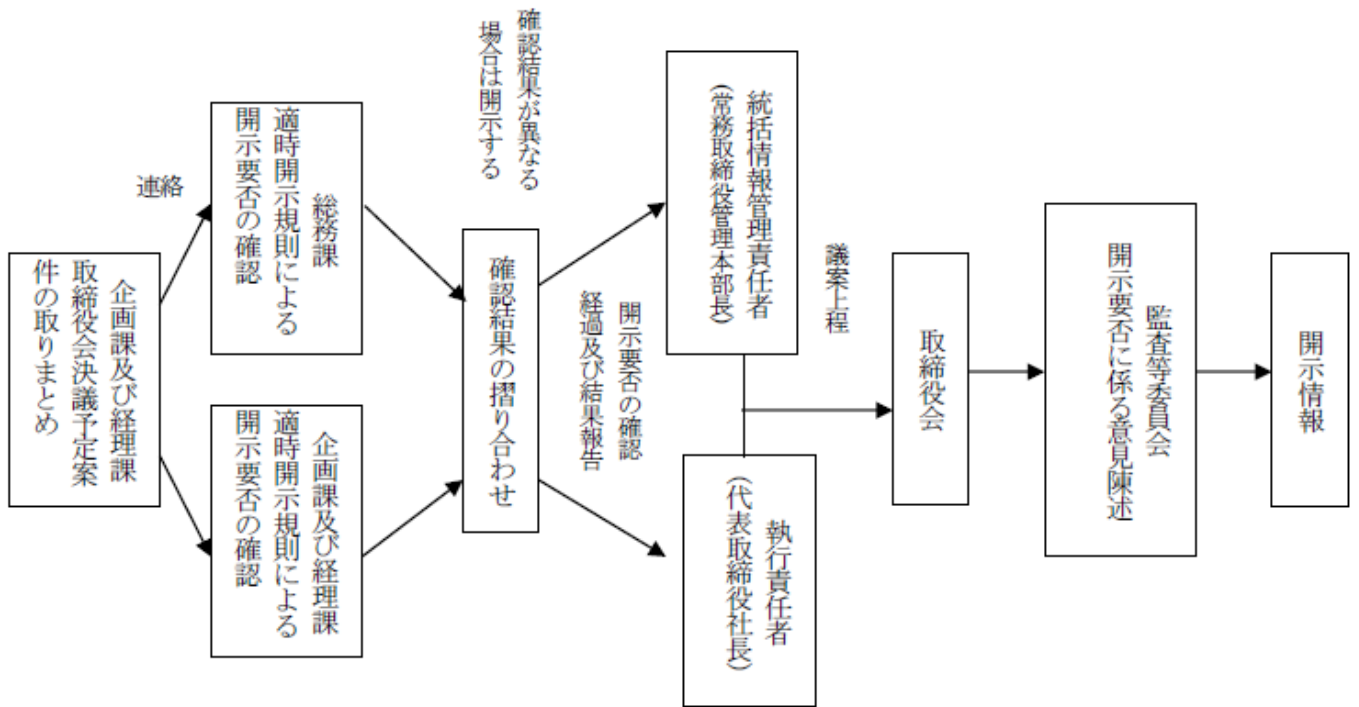 企画課及び経理課
取締役会決議予定案
件の取りまとめ
連絡
総務課
適時開示規則による
開示要否の確認
企画課及び経理課
適時開示規則による
開示要否の確認
確認結果が異なる
場合は開示する
確認結果の摺り合わせ
開示要否の確認
経過及び結果報告
統括情報管理責任者
(常務取締役管理本部長)
執行責任者
(代表取締役社長)
議案上程
取締役会
監査等委員会
開示要否に係る意見陳述
開示情報